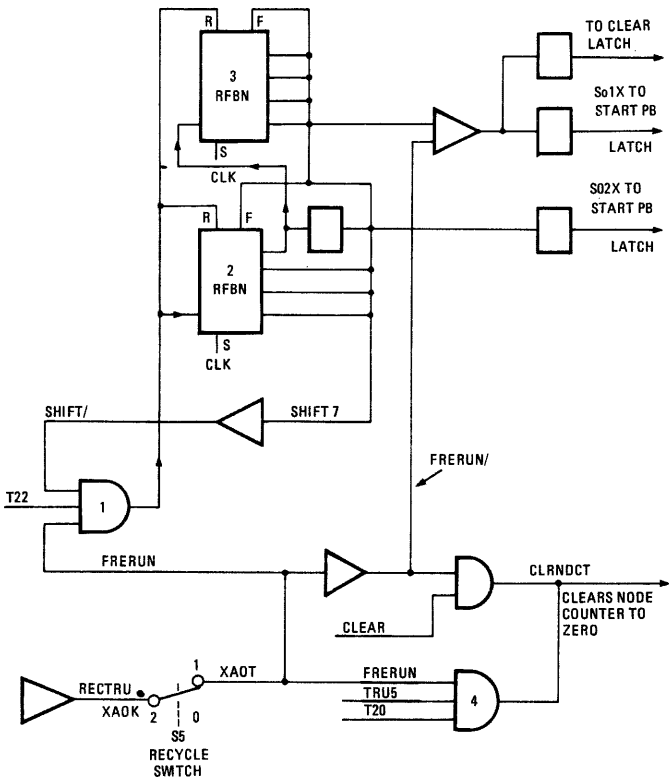 R F
TO CLEAR
LATCH
3
RFBN
So1X TO
START PB
LATCH
S
CLK
S02X TO
START PB
LATCH
R F
2
RFBN
S
CLK
SHIFT/
SHIFT 7
FRERUN/
T22
1
FRERUN
CLRNDCT
CLEARS NODE
COUNTER TO
ZERO
CLEAR
1
XAOT
FRERUN
RECTRU
TRU5
4
XAOK
2
0
T20
S5
RECYCLE
SWITCH